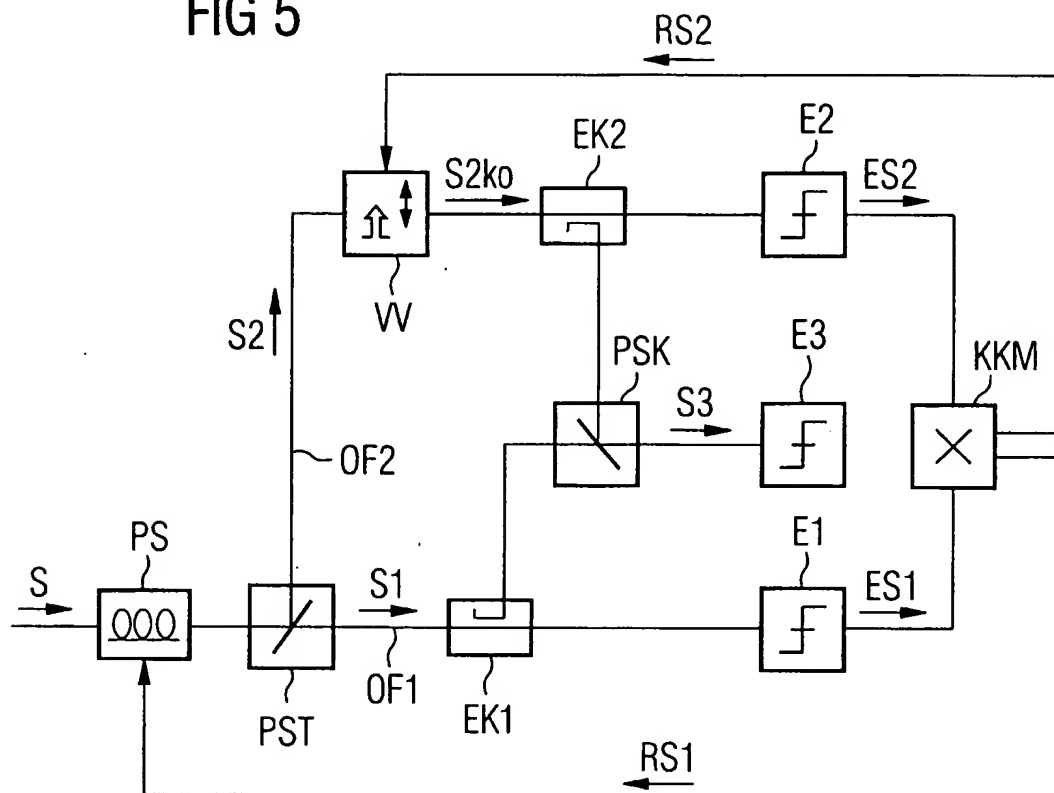 FIG 5
RS2
EK2
E2
S2ko
ES2
VV
S2
PSK
E3
KKM
S3
OF2
PS
E1
S
S1
ES1
OF1
EK1
PST
RS1